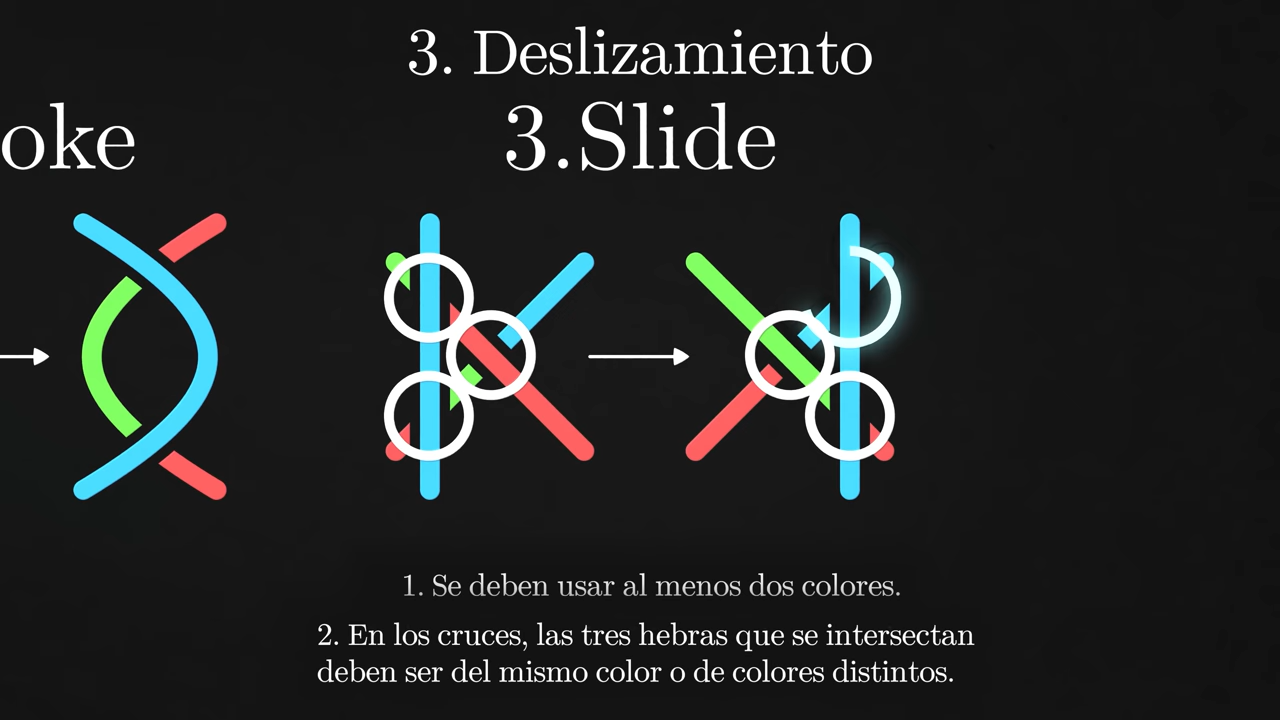 3. Deslizamiento
oke
3.Slide
1. Se deben usar al menos dos colores.
2. En los cruces, las tres hebras que se intersectan
deben ser del mismo color o de colores distintos.